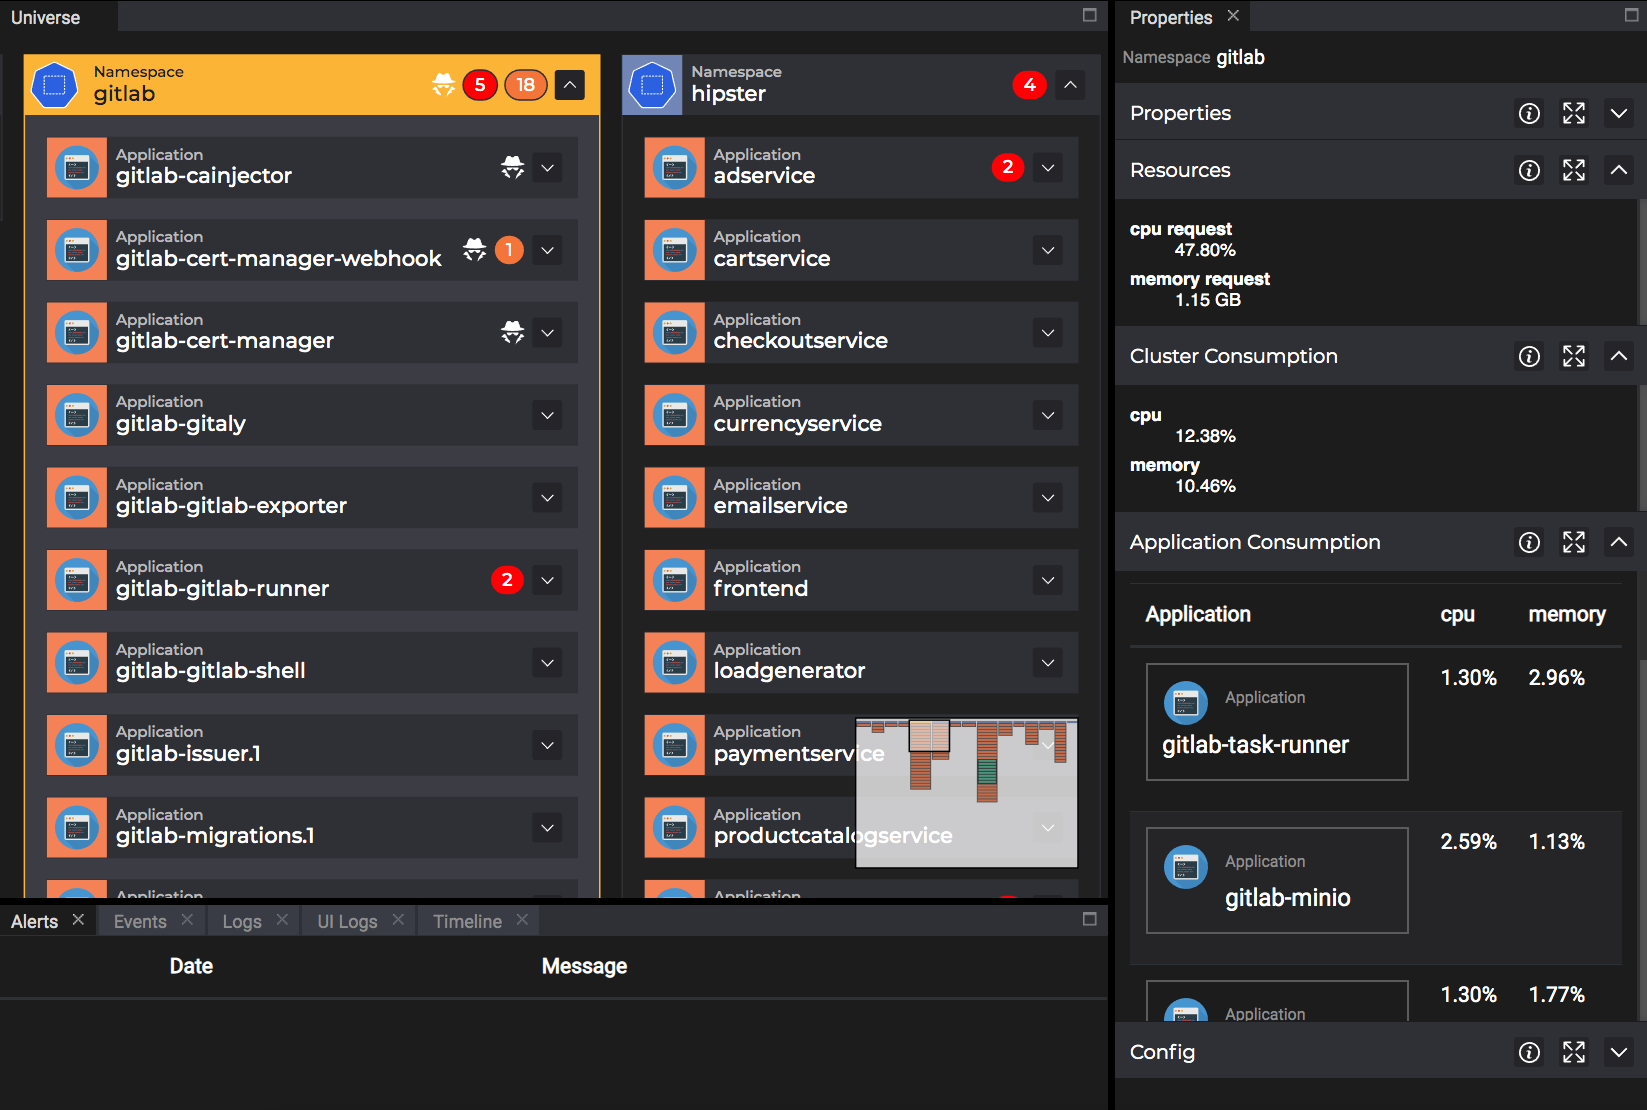 Universe
Namespace
gitlab
5
18
Application
gitlab-cainjector
Application
gitlab-cert-manager-webhook
1
Application
gitlab-cert-manager
Application
gitlab-gitaly
Application
gitlab-gitlab-exporter
Application
gitlab-gitlab-runner
2
Application
gitlab-gitlab-shell
Application
gitlab-issuer.1
Application
gitlab-migrations.1
Application
Namespace
hipster
4
Application
adservice
2
Application
cartservice
Application
checkoutservice
Application
currencyservice
Application
emailservice
Application
frontend
Application
loadgenerator
Application
paymentservice
Application
productcatalogservice
Application
Alerts
Events
Logs
UI Logs
Timeline
Date
Message
Properties
Namespace gitlab
Properties
Resources
cpu request
47.80%
memory request
1.15 GB
Cluster Consumption
cpu
12.38%
memory
10.46%
Application Consumption
Application cpu memory
Application
gitlab-task-runner
1.30% 2.96%
Application
gitlab-minio
2.59% 1.13%
Application
1.30% 1.77%
Config